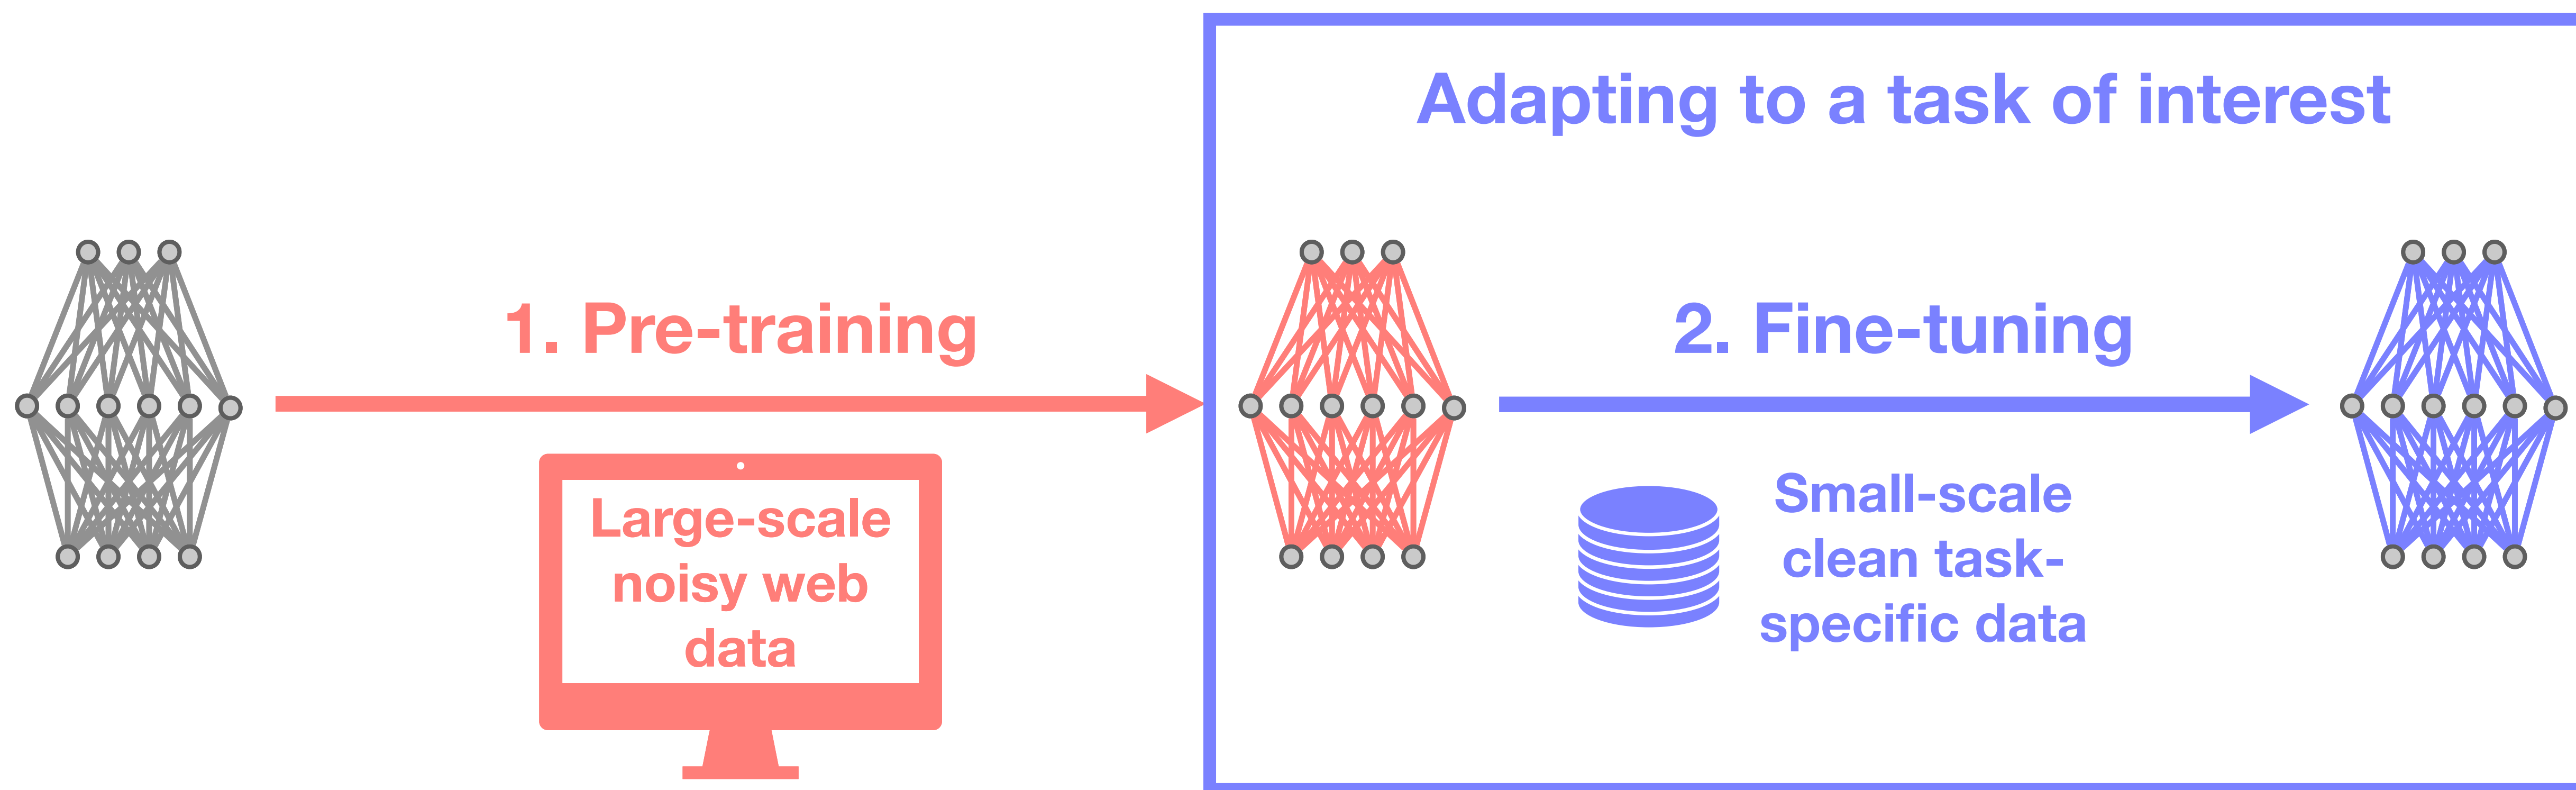 Adapting to a task of interest
1. Pre-training
Large-scale
noisy web
data
2. Fine-tuning
Small-scale
clean task-
specific data